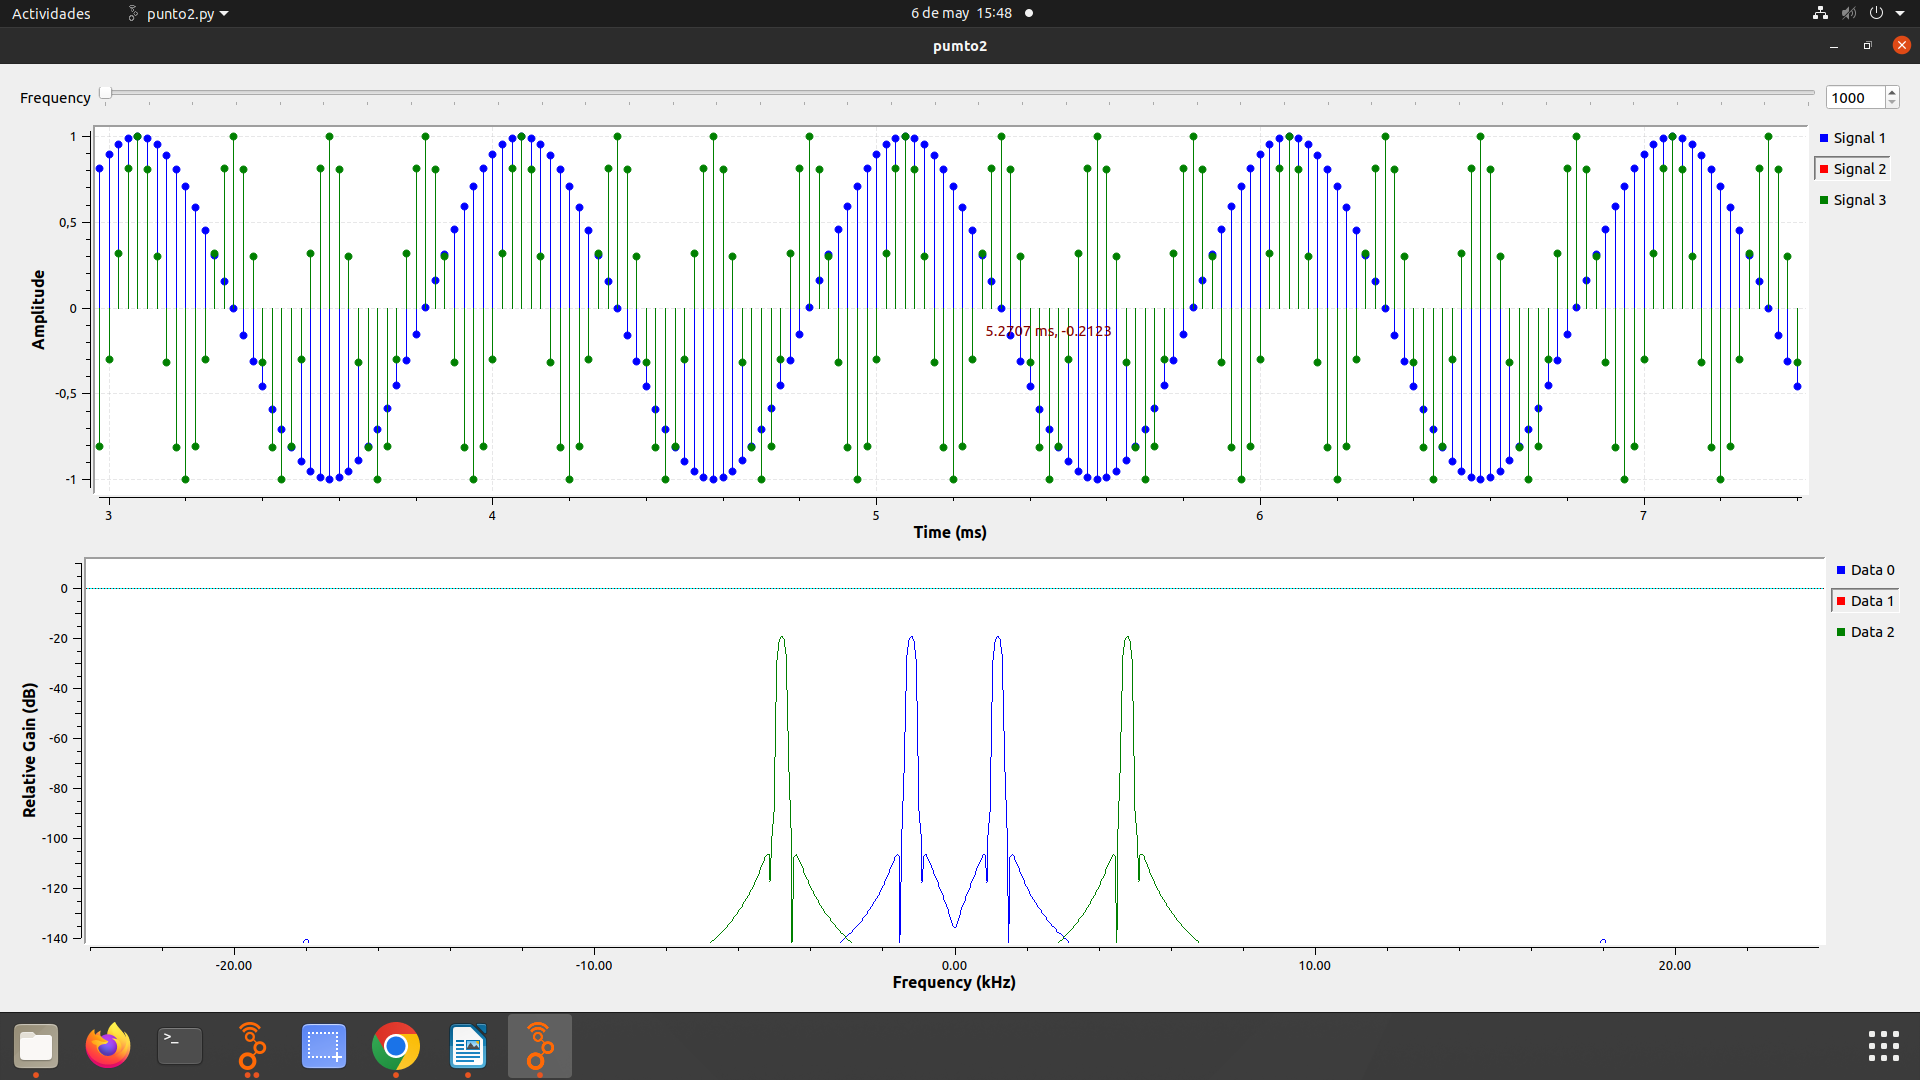 Actividades punto2.py 6 de may 15:48
pumto2
Frequency 1000
1
0,5
0
-0,5
-1
Amplitude
5.2707 ms, -0.2123
3 4 5 6 7
Time (ms)
Signal 1
Signal 2
Signal 3
0
-20
-40
-60
-80
-100
-120
-140
Relative Gain (dB)
-20.00 -10.00 0.00 10.00 20.00
Frequency (kHz)
Data 0
Data 1
Data 2
>_